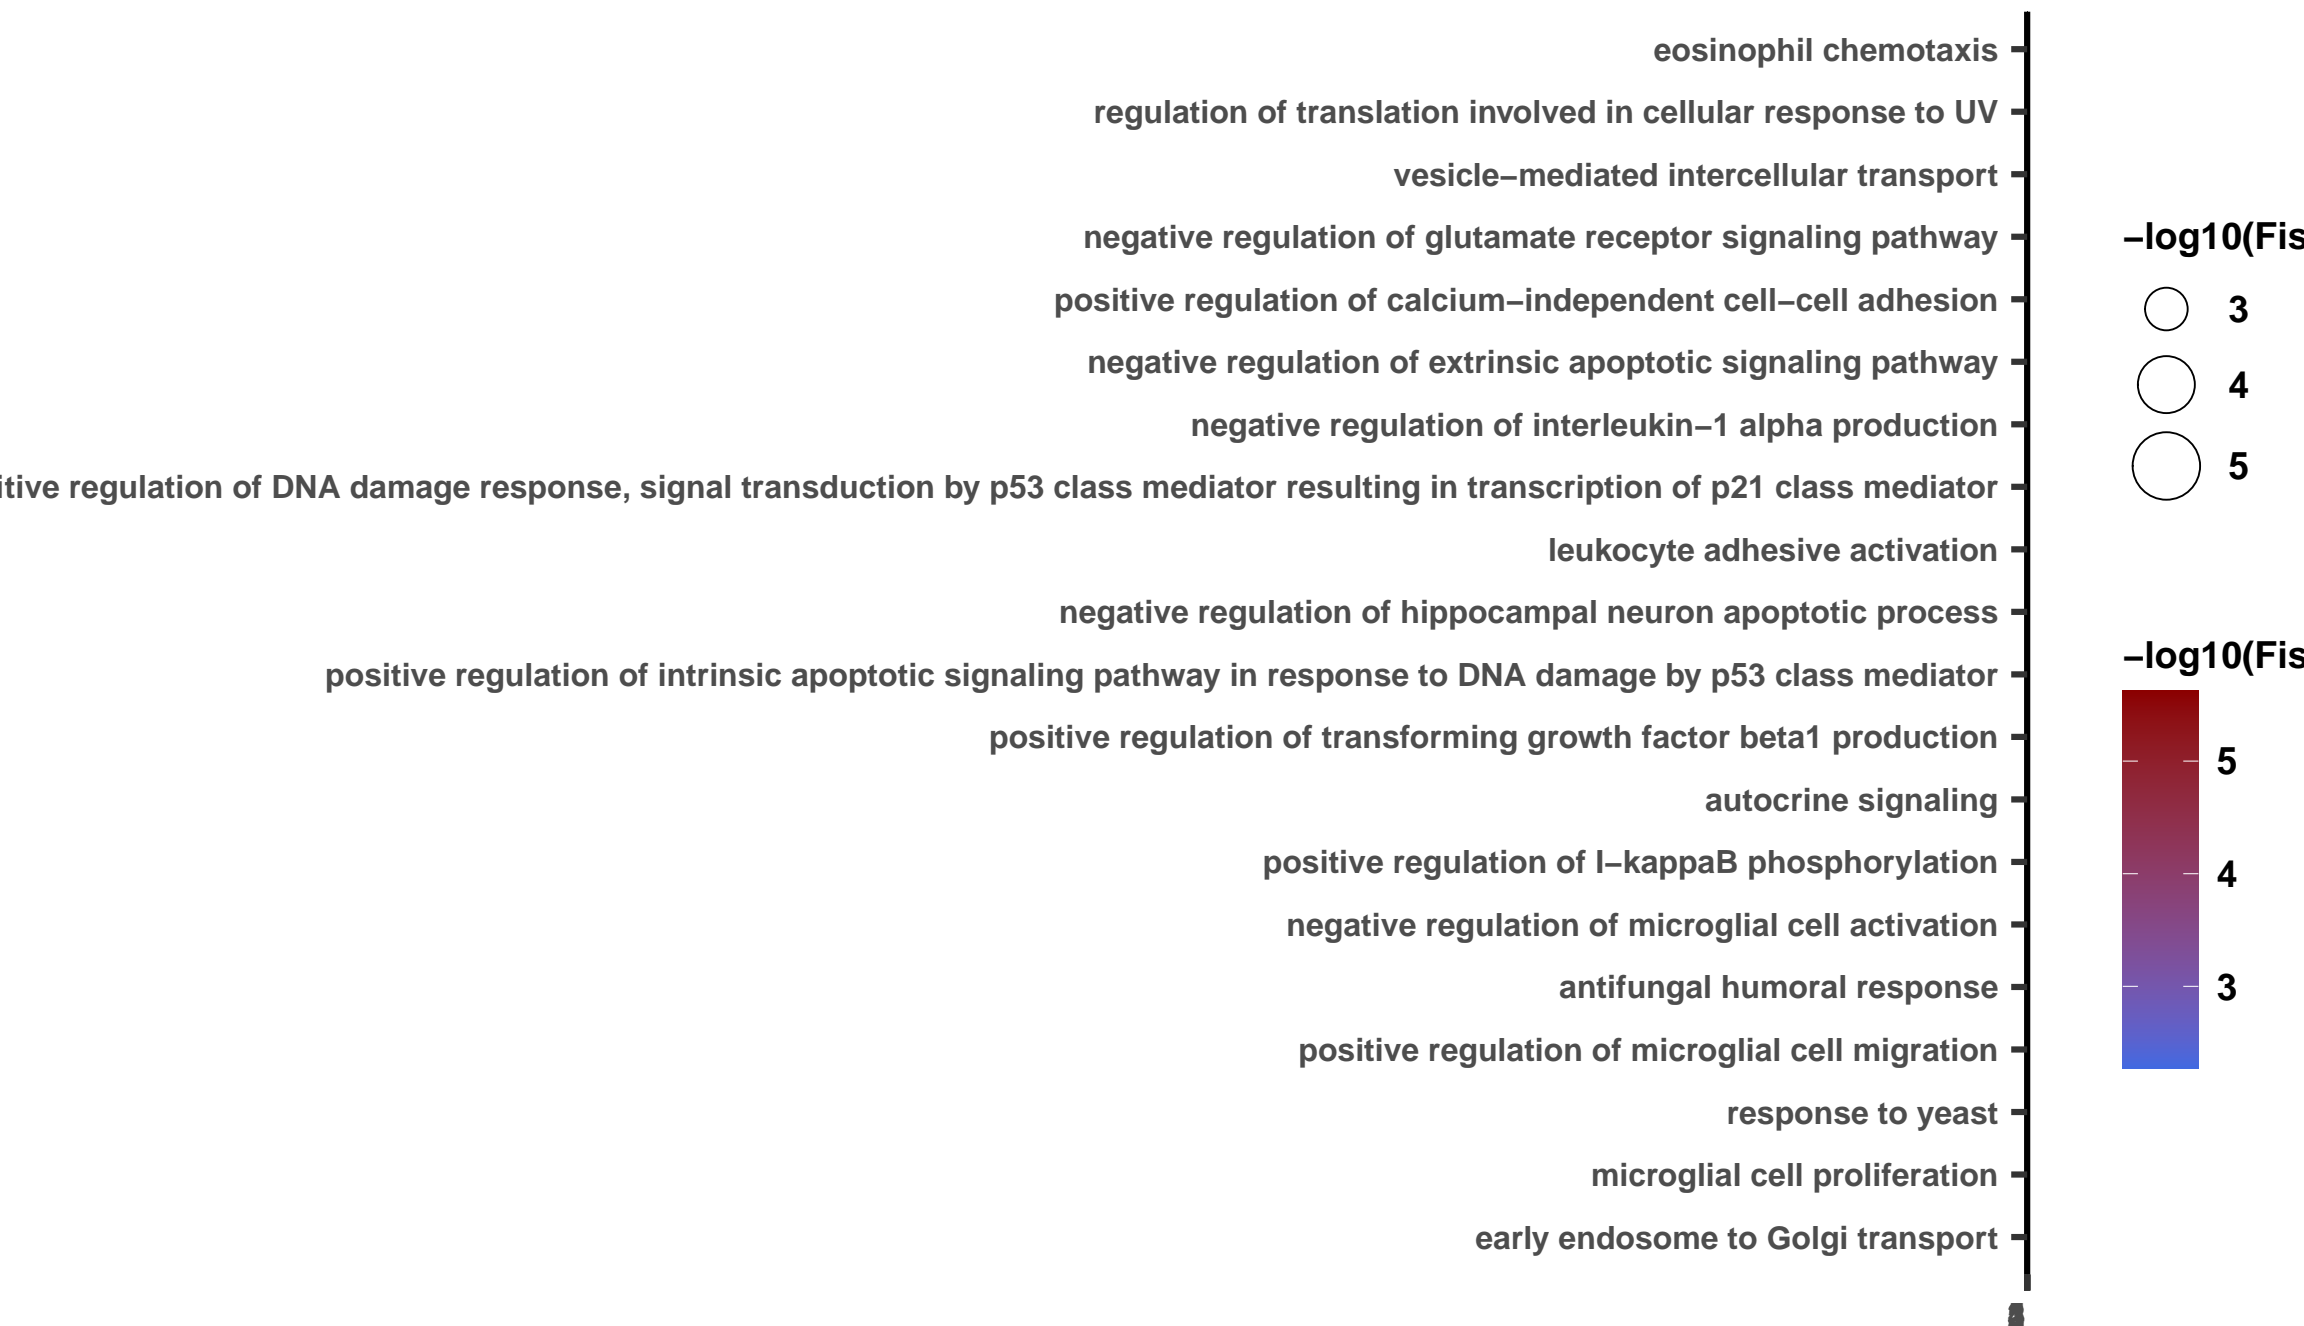 eosinophil chemotaxis
regulation of translation involved in cellular response to UV
vesicle−mediated intercellular transport
negative regulation of glutamate receptor signaling pathway
positive regulation of calcium−independent cell−cell adhesion
negative regulation of extrinsic apoptotic signaling pathway
negative regulation of interleukin−1 alpha production
itive regulation of DNA damage response, signal transduction by p53 class mediator resulting in transcription of p21 class mediator
leukocyte adhesive activation
negative regulation of hippocampal neuron apoptotic process
positive regulation of intrinsic apoptotic signaling pathway in response to DNA damage by p53 class mediator
positive regulation of transforming growth factor beta1 production
autocrine signaling
positive regulation of I−kappaB phosphorylation
negative regulation of microglial cell activation
antifungal humoral response
positive regulation of microglial cell migration
response to yeast
microglial cell proliferation
early endosome to Golgi transport
−log10(Fis
3
4
5
−log10(Fis
5
4
3